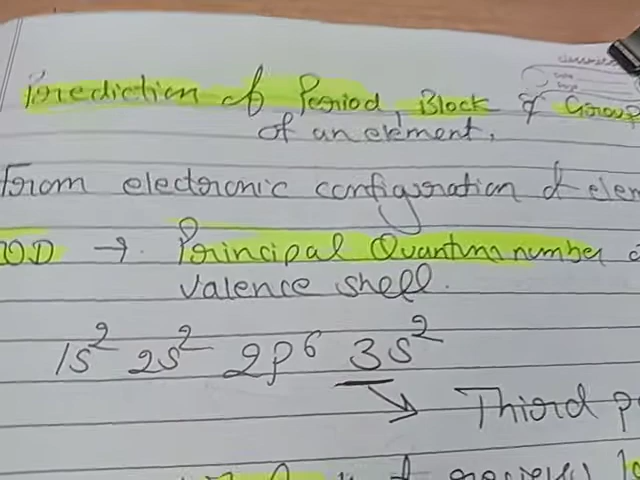 Prediction of Period, Block & Group
of an element.
From electronic configuration of elem
OD → Principal Quantum number
valence shell.
1s² 2s² 2p⁶ 3s²
→ Third p